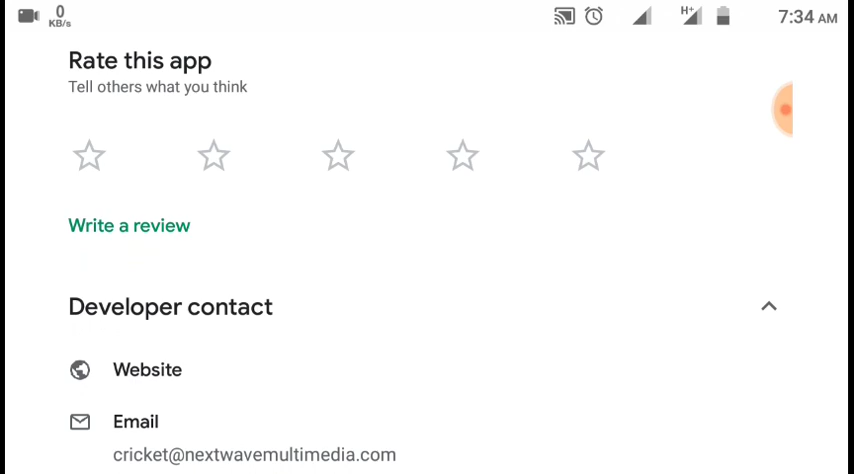 0
KB/s
H+
7:34 AM
Rate this app
Tell others what you think
Write a review
Developer contact
Website
Email
cricket@nextwavemultimedia.com